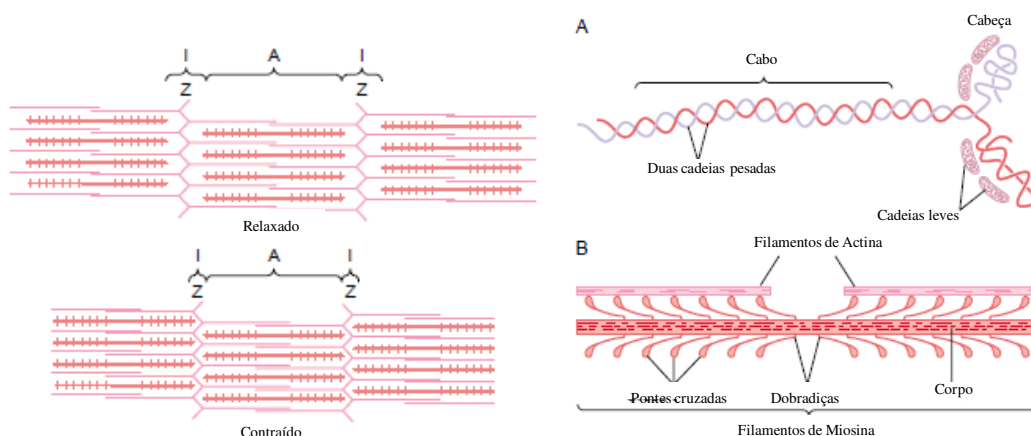 I A I
Z Z
Relaxado
I A I
Z Z
Contraído
A
Cabeça
Cabo
Duas cadeias pesadas
Cadeias leves
B
Filamentos de Actina
Pontes cruzadas
Dobradiças
Corpo
Filamentos de Miosina